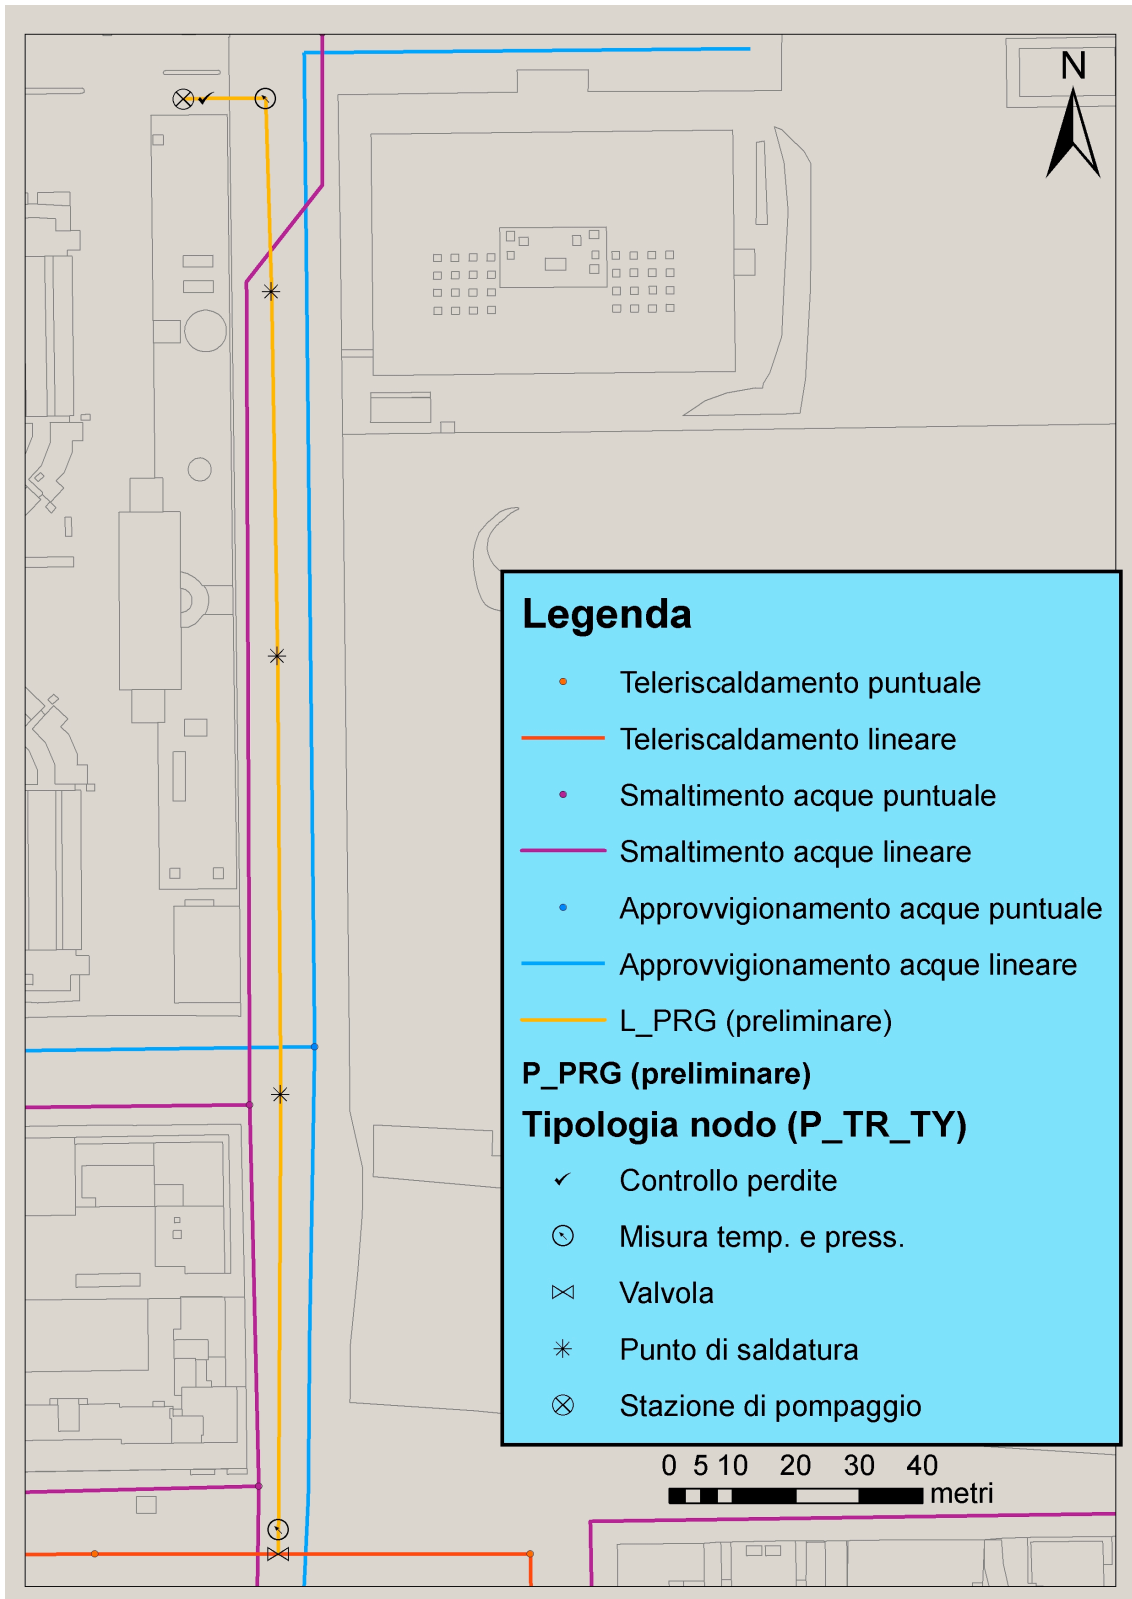 N
Legenda
Teleriscaldamento puntuale
Teleriscaldamento lineare
Smaltimento acque puntuale
Smaltimento acque lineare
Approvvigionamento acque puntuale
Approvvigionamento acque lineare
L_PRG (preliminare)
P_PRG (preliminare)
Tipologia nodo (P_TR_TY)
Controllo perdite
Misura temp. e press.
Valvola
Punto di saldatura
Stazione di pompaggio
0 5 10 20 30 40
metri